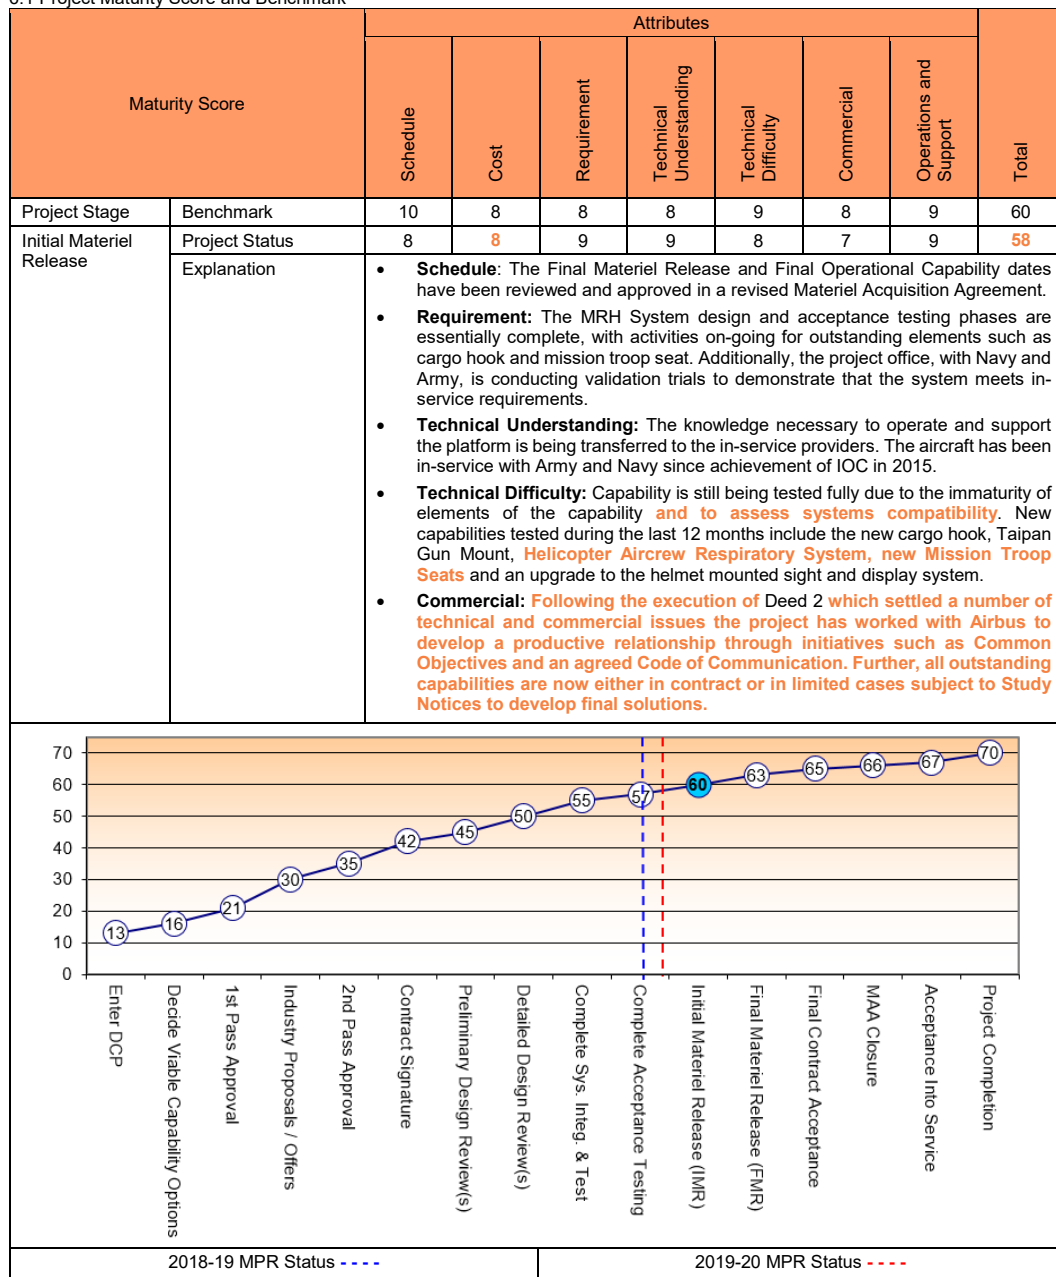 6.1 Project Maturity Score and Benchmark
Maturity Score
Attributes
Schedule
Cost
Requirement
Technical
Understanding
Technical
Difficulty
Commercial
Operations and
Support
Total
Project Stage Benchmark 10 8 8 8 9 8 9 60
Initial Materiel
Release
Project Status 8 8 9 9 8 7 9 58
Explanation
• Schedule: The Final Materiel Release and Final Operational Capability dates
have been reviewed and approved in a revised Materiel Acquisition Agreement.
• Requirement: The MRH System design and acceptance testing phases are
essentially complete, with activities on-going for outstanding elements such as
cargo hook and mission troop seat. Additionally, the project office, with Navy and
Army, is conducting validation trials to demonstrate that the system meets in-
service requirements.
• Technical Understanding: The knowledge necessary to operate and support
the platform is being transferred to the in-service providers. The aircraft has been
in-service with Army and Navy since achievement of IOC in 2015.
• Technical Difficulty: Capability is still being tested fully due to the immaturity of
elements of the capability and to assess systems compatibility. New
capabilities tested during the last 12 months include the new cargo hook, Taipan
Gun Mount, Helicopter Aircrew Respiratory System, new Mission Troop
Seats and an upgrade to the helmet mounted sight and display system.
• Commercial: Following the execution of Deed 2 which settled a number of
technical and commercial issues the project has worked with Airbus to
develop a productive relationship through initiatives such as Common
Objectives and an agreed Code of Communication. Further, all outstanding
capabilities are now either in contract or in limited cases subject to Study
Notices to develop final solutions.
70
60
50
40
30
20
10
0
13
16
21
30
35
42
45
50
55
57
60
63
65
66
67
70
Enter DCP
Decide Viable Capability Options
1st Pass Approval
Industry Proposals / Offers
2nd Pass Approval
Contract Signature
Preliminary Design Review(s)
Detailed Design Review(s)
Complete Sys. Integ. & Test
Complete Acceptance Testing
Initial Materiel Release (IMR)
Final Materiel Release (FMR)
Final Contract Acceptance
MAA Closure
Acceptance Into Service
Project Completion
2018-19 MPR Status - - - -
2019-20 MPR Status - - - -